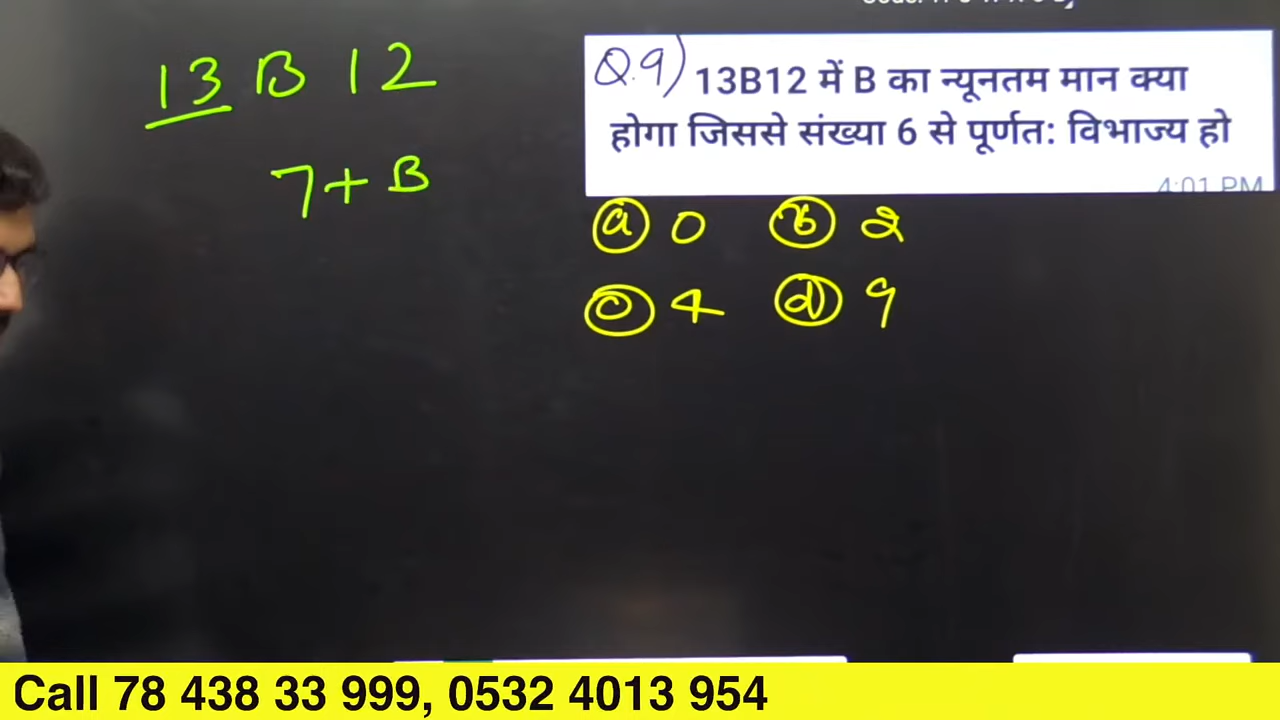 13 B 12
7 + B
Q.9) 13B12 में B का न्यूनतम मान क्या
होगा जिससे संख्या 6 से पूर्णत: विभाज्य हो
4:01 PM
(a) 0 (b) 2
(c) 4 (d) 9
Call 78 438 33 999, 0532 4013 954